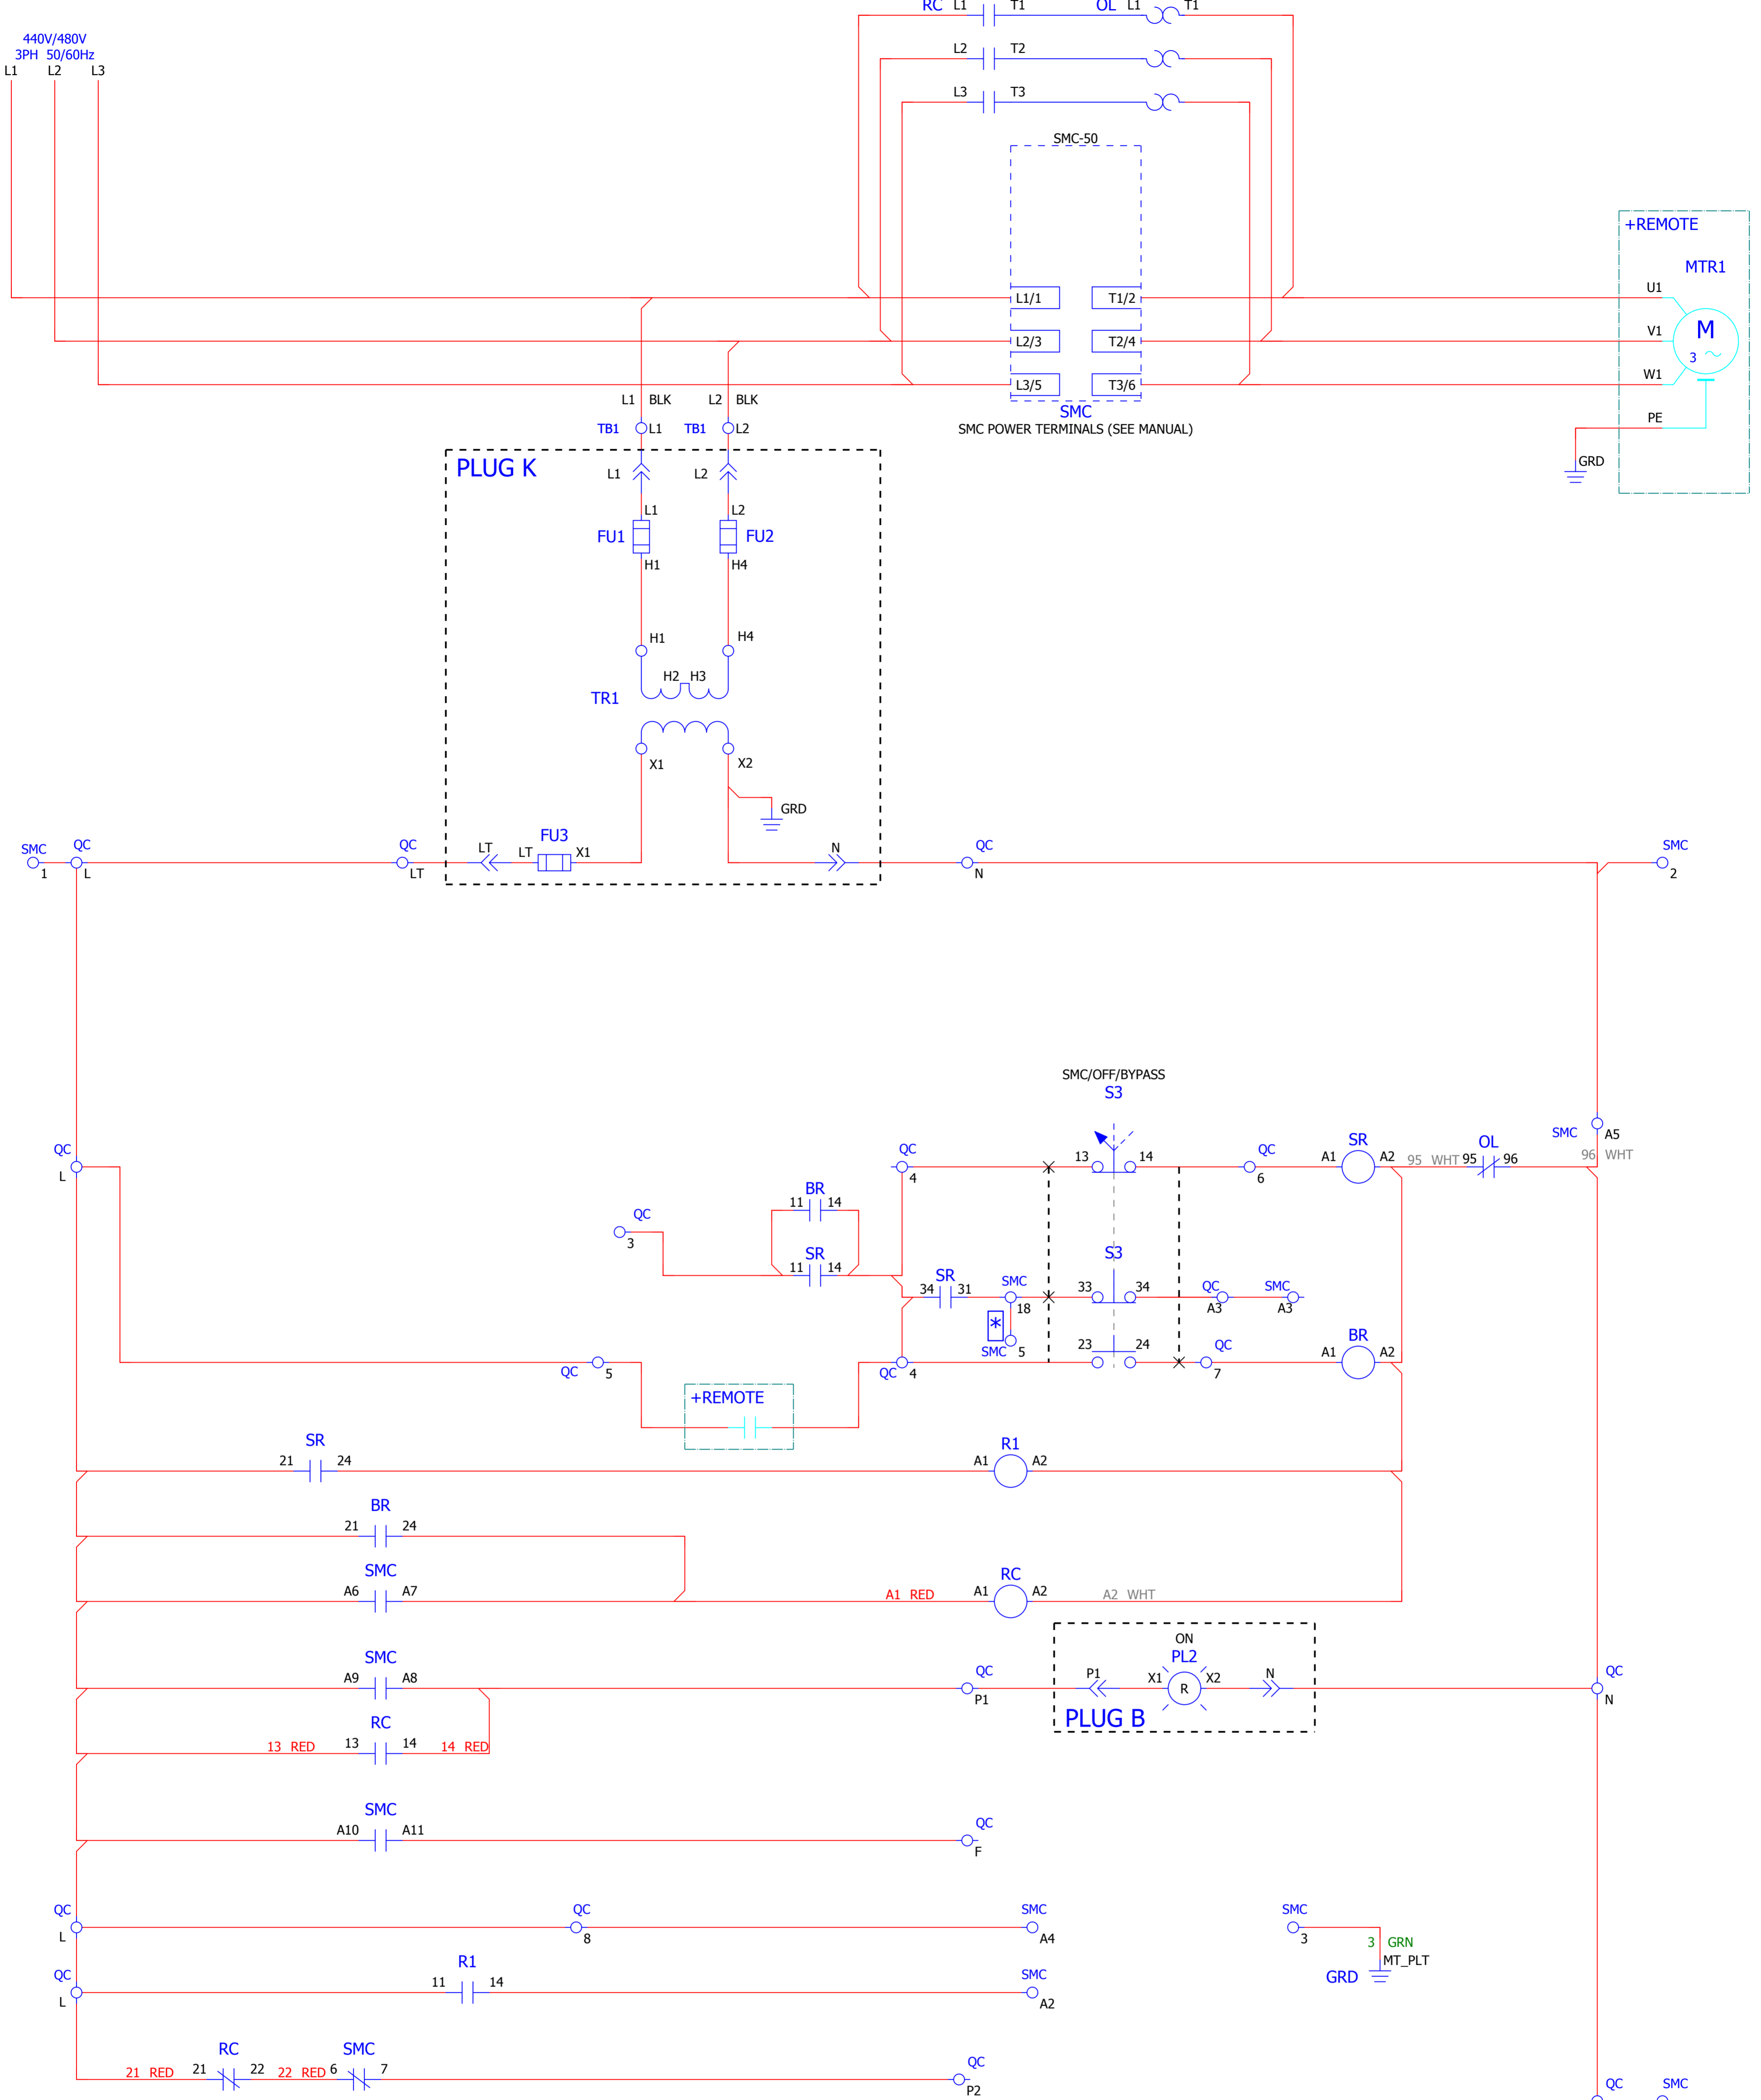 RC L1 T1 OL L1 T1
440V/480V
3PH 50/60Hz
L1 L2 L3
L2 T2
L3 T3
SMC-50
+REMOTE
MTR1
L1/1 T1/2 U1
M
3
L2/3 T2/4 V1
L3/5 T3/6 W1
SMC
SMC POWER TERMINALS (SEE MANUAL)
PE
GRD
L1 BLK L2 BLK
TB1 L1 TB1 L2
PLUG K
L1 L2
L1 L2
FU1 FU2
H1 H4
H1 H4
H2 H3
TR1
X1 X2
GRD
SMC QC QC FU3 QC SMC
LT LT X1 N
1 L LT N 2
SMC/OFF/BYPASS
S3
SMC A5
QC QC 13 14 QC SR OL
A1 A2 95 WHT 95 96 96 WHT
L 4 6
BR
11 14
QC
3
SR S3
11 14
SR SMC QC SMC
34 31 33 34
18 A3 A3
*
SMC 5 23 24 QC BR
A1 A2
QC 5 QC 4 7
+REMOTE
SR R1
21 24 A1 A2
BR
21 24
SMC RC
A6 A7 A1 RED A1 A2 A2 WHT
ON
SMC QC PL2 QC
A9 A8 P1 X1 R X2 N
P1 N
PLUG B
RC
13 RED 13 14 14 RED
SMC QC
A10 A11
F
QC QC SMC SMC
L 8 A4 3
3 GRN
MT_PLT
GRD
QC R1 SMC
11 14
L A2
RC SMC QC
21 RED 21 22 22 RED 6 7
P2
QC SMC